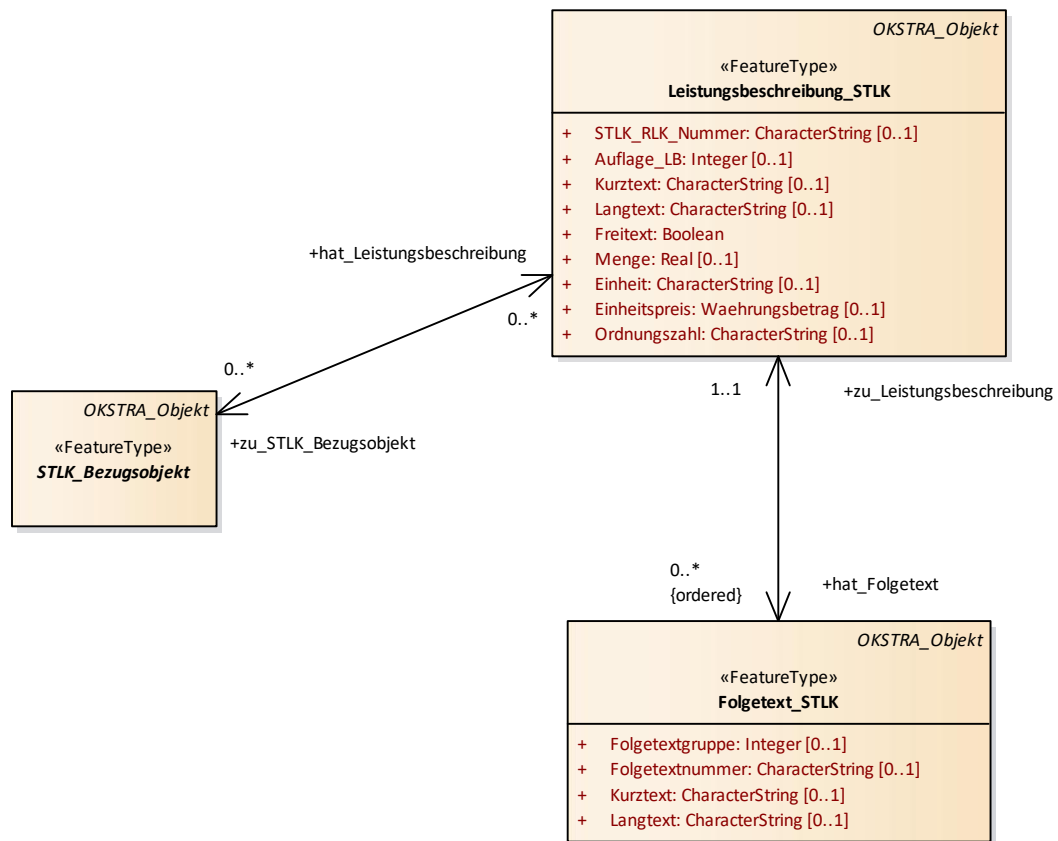 OKSTRA_Objekt
«FeatureType»
Leistungsbeschreibung_STLK
+ STLK_RLK_Nummer: CharacterString [0..1]
+ Auflage_LB: Integer [0..1]
+ Kurztext: CharacterString [0..1]
+ Langtext: CharacterString [0..1]
+ Freitext: Boolean
+ Menge: Real [0..1]
+ Einheit: CharacterString [0..1]
+ Einheitspreis: Waehrungsbetrag [0..1]
+ Ordnungszahl: CharacterString [0..1]
+hat_Leistungsbeschreibung
0..*
0..*
+zu_STLK_Bezugsobjekt
OKSTRA_Objekt
«FeatureType»
STLK_Bezugsobjekt
1..1
+zu_Leistungsbeschreibung
0..*
{ordered}
+hat_Folgetext
OKSTRA_Objekt
«FeatureType»
Folgetext_STLK
+ Folgetextgruppe: Integer [0..1]
+ Folgetextnummer: CharacterString [0..1]
+ Kurztext: CharacterString [0..1]
+ Langtext: CharacterString [0..1]